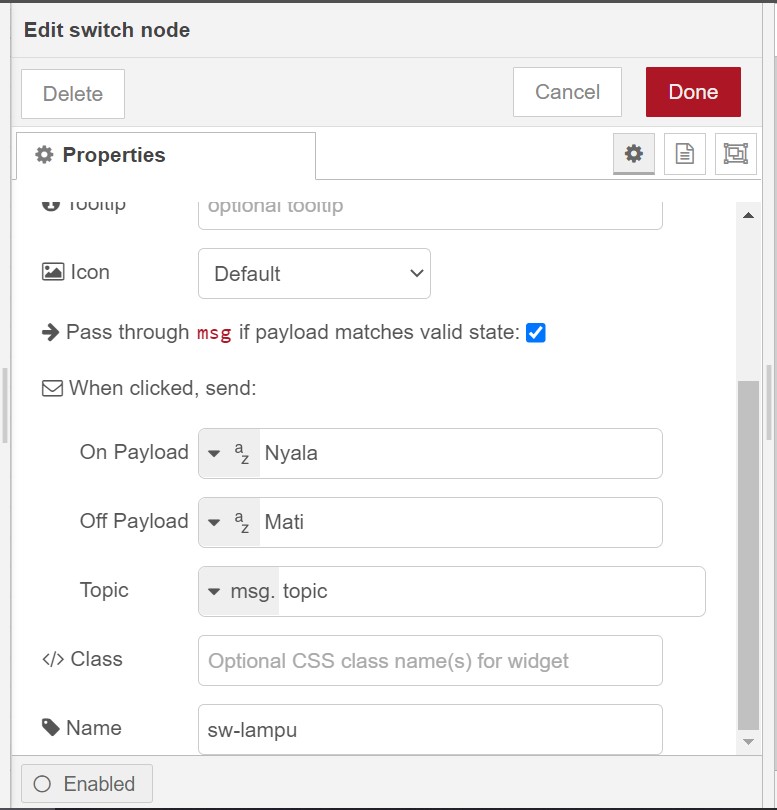 Edit switch node
Delete
Cancel
Done
Properties
Tooltip
optional tooltip
Icon
Default
Pass through msg if payload matches valid state:
When clicked, send:
On Payload
az Nyala
Off Payload
az Mati
Topic
msg. topic
</> Class
Optional CSS class name(s) for widget
Name
sw-lampu
Enabled